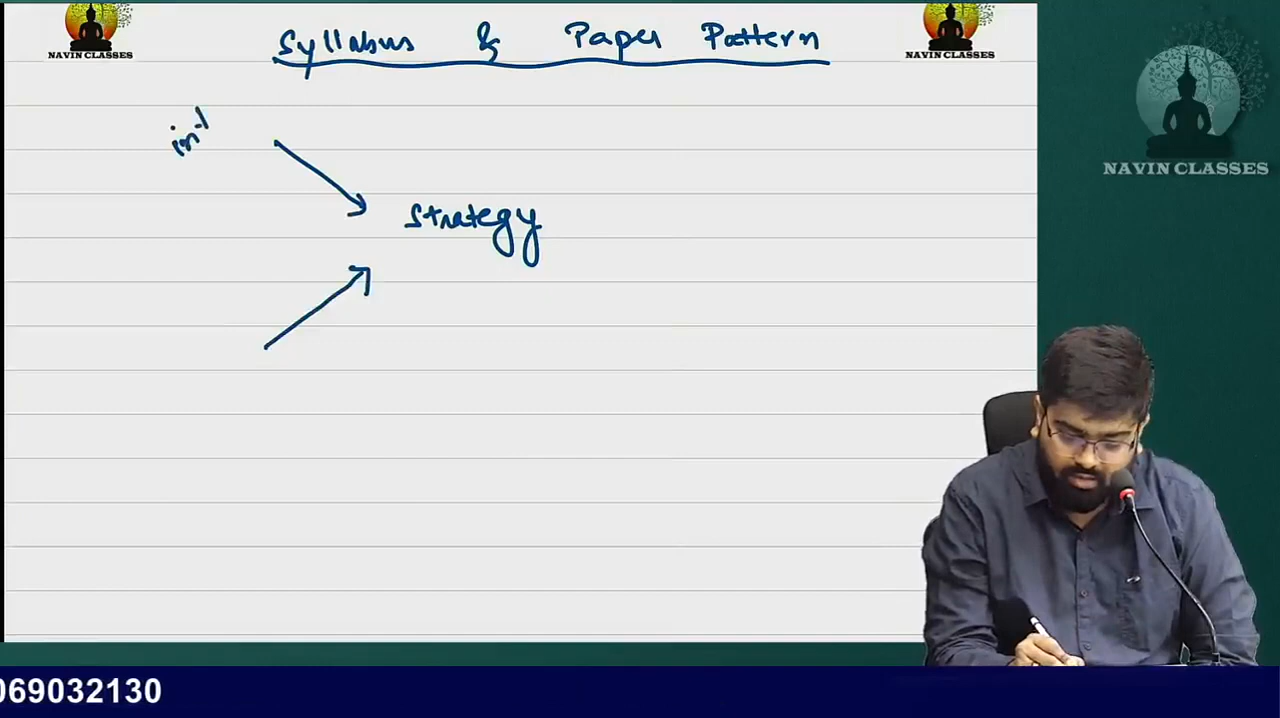 NAVIN CLASSES
Syllabus & Paper Pattern
NAVIN CLASSES
NAVIN CLASSES
Strategy
069032130